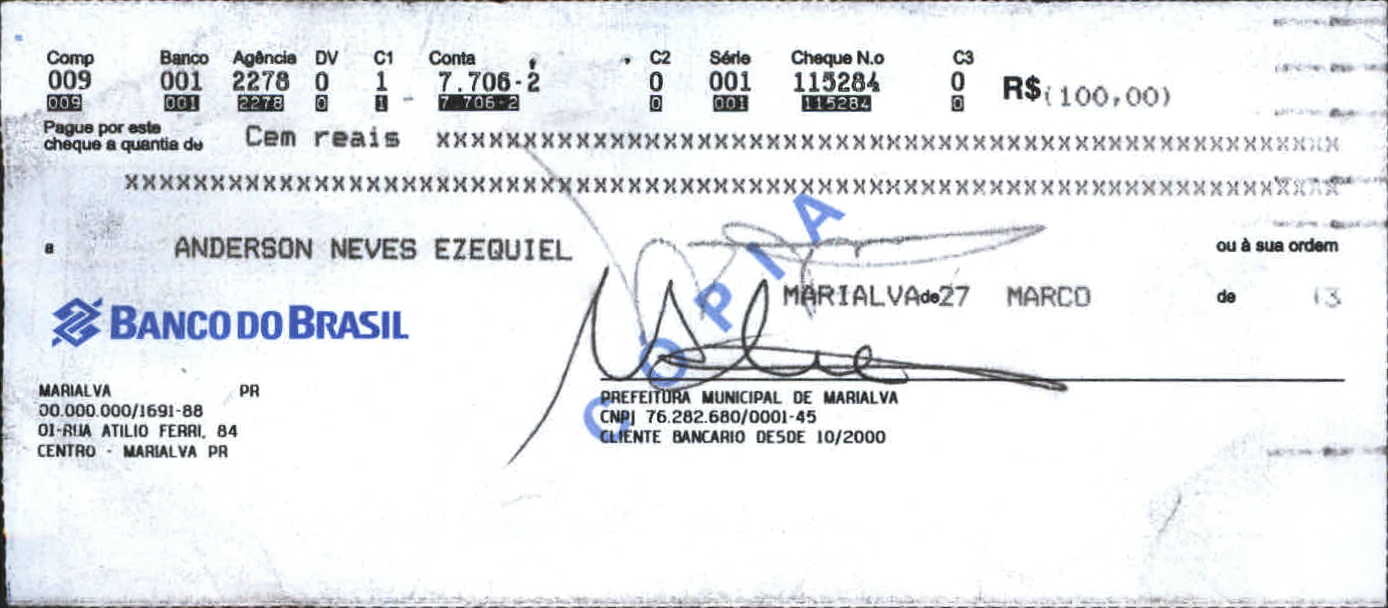 Comp Banco Agência DV C1 Conta C2 Série Cheque N.o C3
009 001 2278 0 1 7.706-2 0 001 115284 0 R$(100,00)
009 001 2278 0 1 7 706-2 0 001 115284 0
Pague por este
cheque a quantia de Cem reais xxxxxxxxxxxxxxxxxxxxxxxxxxxxxxxxxxxxxxxxxxxxxxxxxxx
xxxxxxxxxxxxxxxxxxxxxxxxxxxxxxxxxxxxxxxxxxxxxxxxxxxxxxxxxxxxxxxxxxxxx
a ANDERSON NEVES EZEQUIEL ou à sua ordem
MARIALVA de 27 MARCO de 13
CÓPIA
BANCO DO BRASIL
MARIALVA PR
00.000.000/1691-88
01-RUA ATILIO FERRI, 84
CENTRO - MARIALVA PR
PREFEITURA MUNICIPAL DE MARIALVA
CNPJ 76.282.680/0001-45
CLIENTE BANCARIO DESDE 10/2000